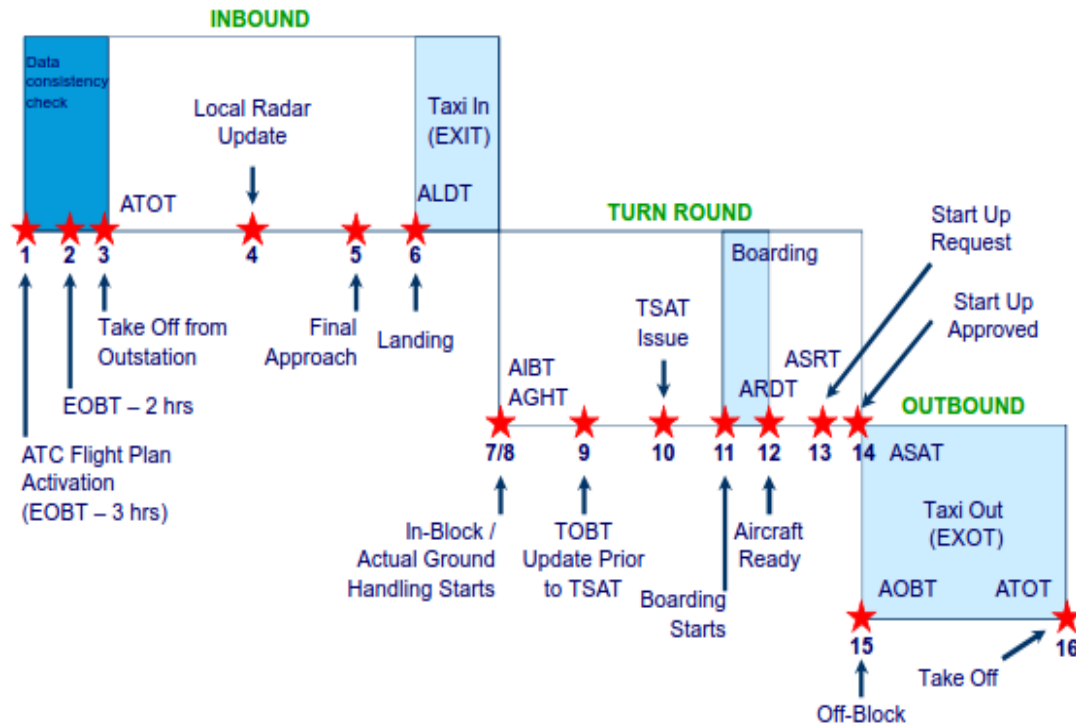 INBOUND
Data
consistency
check
Local Radar
Update
Taxi In
(EXIT)
ATOT
ALDT
1
2
3
4
5
6
Take Off from
Outstation
Final
Approach
Landing
EOBT – 2 hrs
ATC Flight Plan
Activation
(EOBT – 3 hrs)
TURN ROUND
Start Up
Request
Boarding
TSAT
Issue
Start Up
Approved
ASRT
AIBT
AGHT
ARDT
7/8
9
10
11
12
13
14
In-Block /
Actual Ground
Handling Starts
TOBT
Update Prior
to TSAT
Aircraft
Ready
Boarding
Starts
OUTBOUND
ASAT
Taxi Out
(EXOT)
AOBT
ATOT
15
16
Take Off
Off-Block